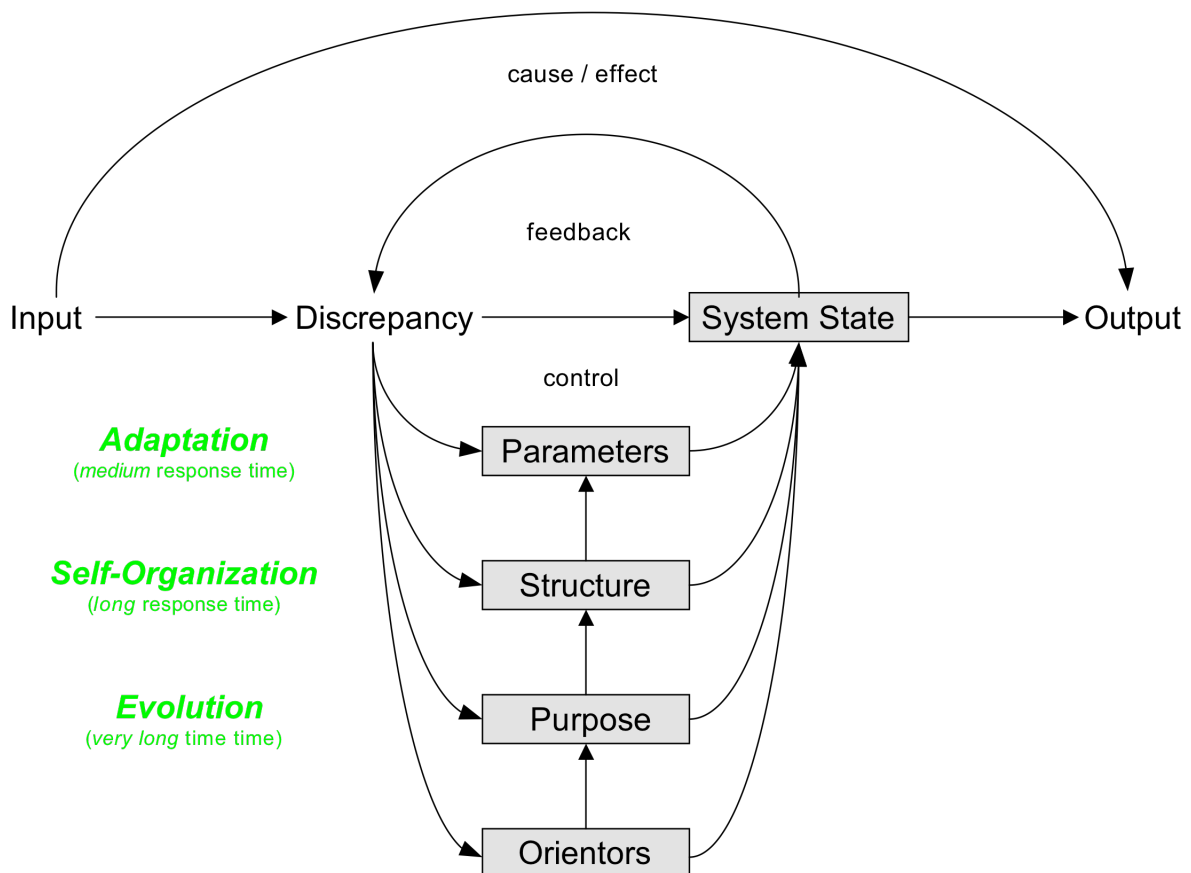 cause / effect
feedback
Input
Discrepancy
System State
Output
control
Adaptation
(medium response time)
Parameters
Self-Organization
(long response time)
Structure
Evolution
(very long time time)
Purpose
Orientors